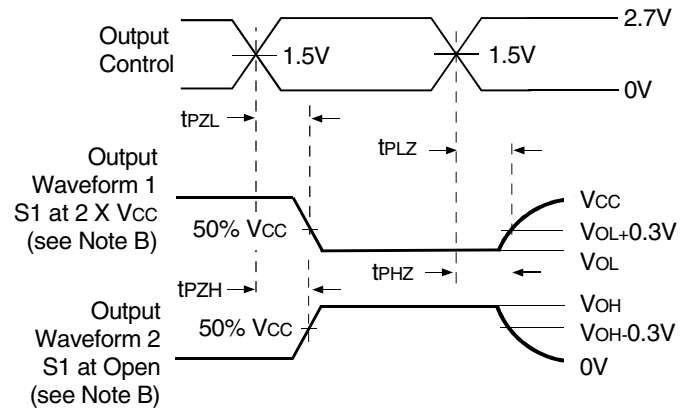 2.7V
Output
Control
1.5V
1.5V
0V
tPZL
tPLZ
Output
Waveform 1
S1 at 2 X VCC
(see Note B)
50% VCC
VCC
VOL+0.3V
VOL
tPZH
tPHZ
Output
Waveform 2
S1 at Open
(see Note B)
50% VCC
VOH
VOH-0.3V
0V